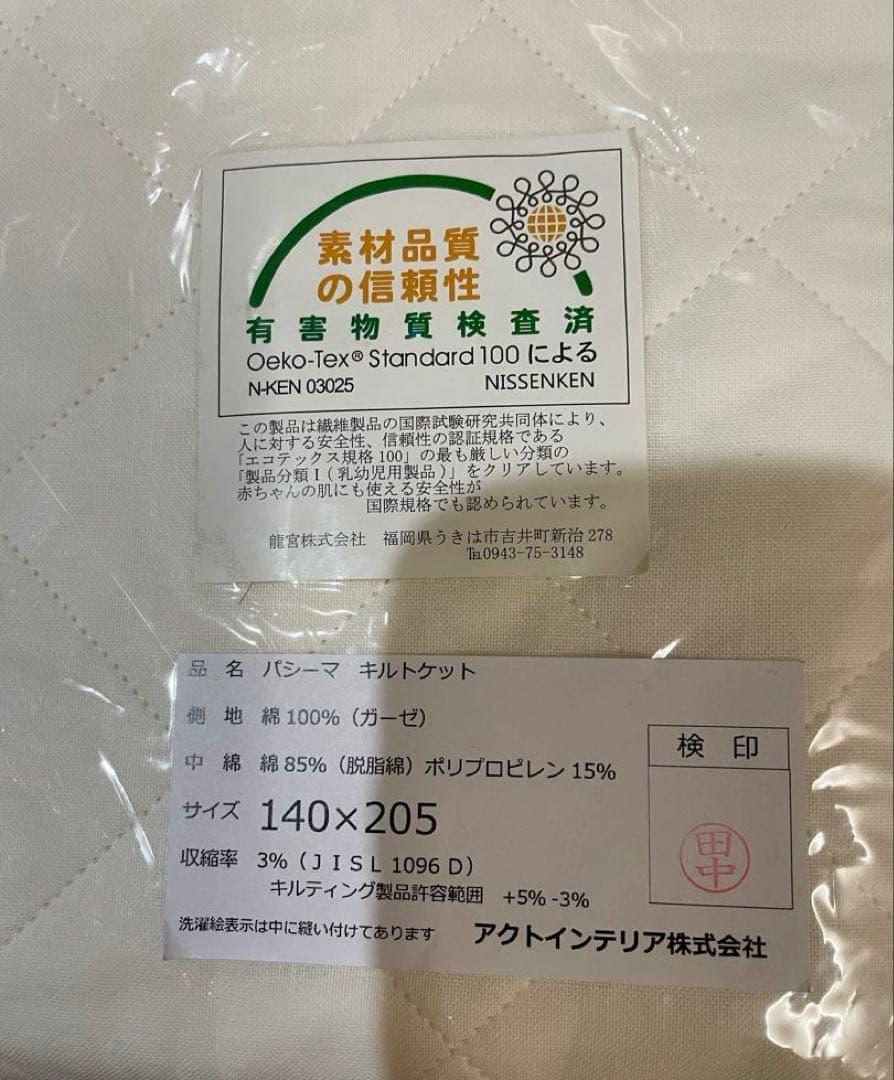 素材品質
の信頼性
有害物質検査済
Oeko-Tex® Standard 100 による
N-KEN 03025 NISSENKEN
この製品は繊維製品の国際試験研究共同体により、
人に対する安全性、信頼性の認証規格である
「エコテックス規格100」の最も厳しい分類の
「製品分類Ⅰ(乳幼児用製品)」をクリアしています。
赤ちゃんの肌にも使える安全性が
国際規格でも認められています。
龍宮株式会社 福岡県うきは市吉井町新治 278
℡0943-75-3148
品 名 パシーマ キルトケット
側 地 綿 100%（ガーゼ）
中 綿 綿 85%（脱脂綿）ポリプロピレン 15%
サイズ 140×205
収縮率 3%（ＪＩＳＬ 1096 D）
キルティング製品許容範囲 +5% -3%
洗濯絵表示は中に縫い付けてあります
アクトインテリア株式会社
検 印
田中